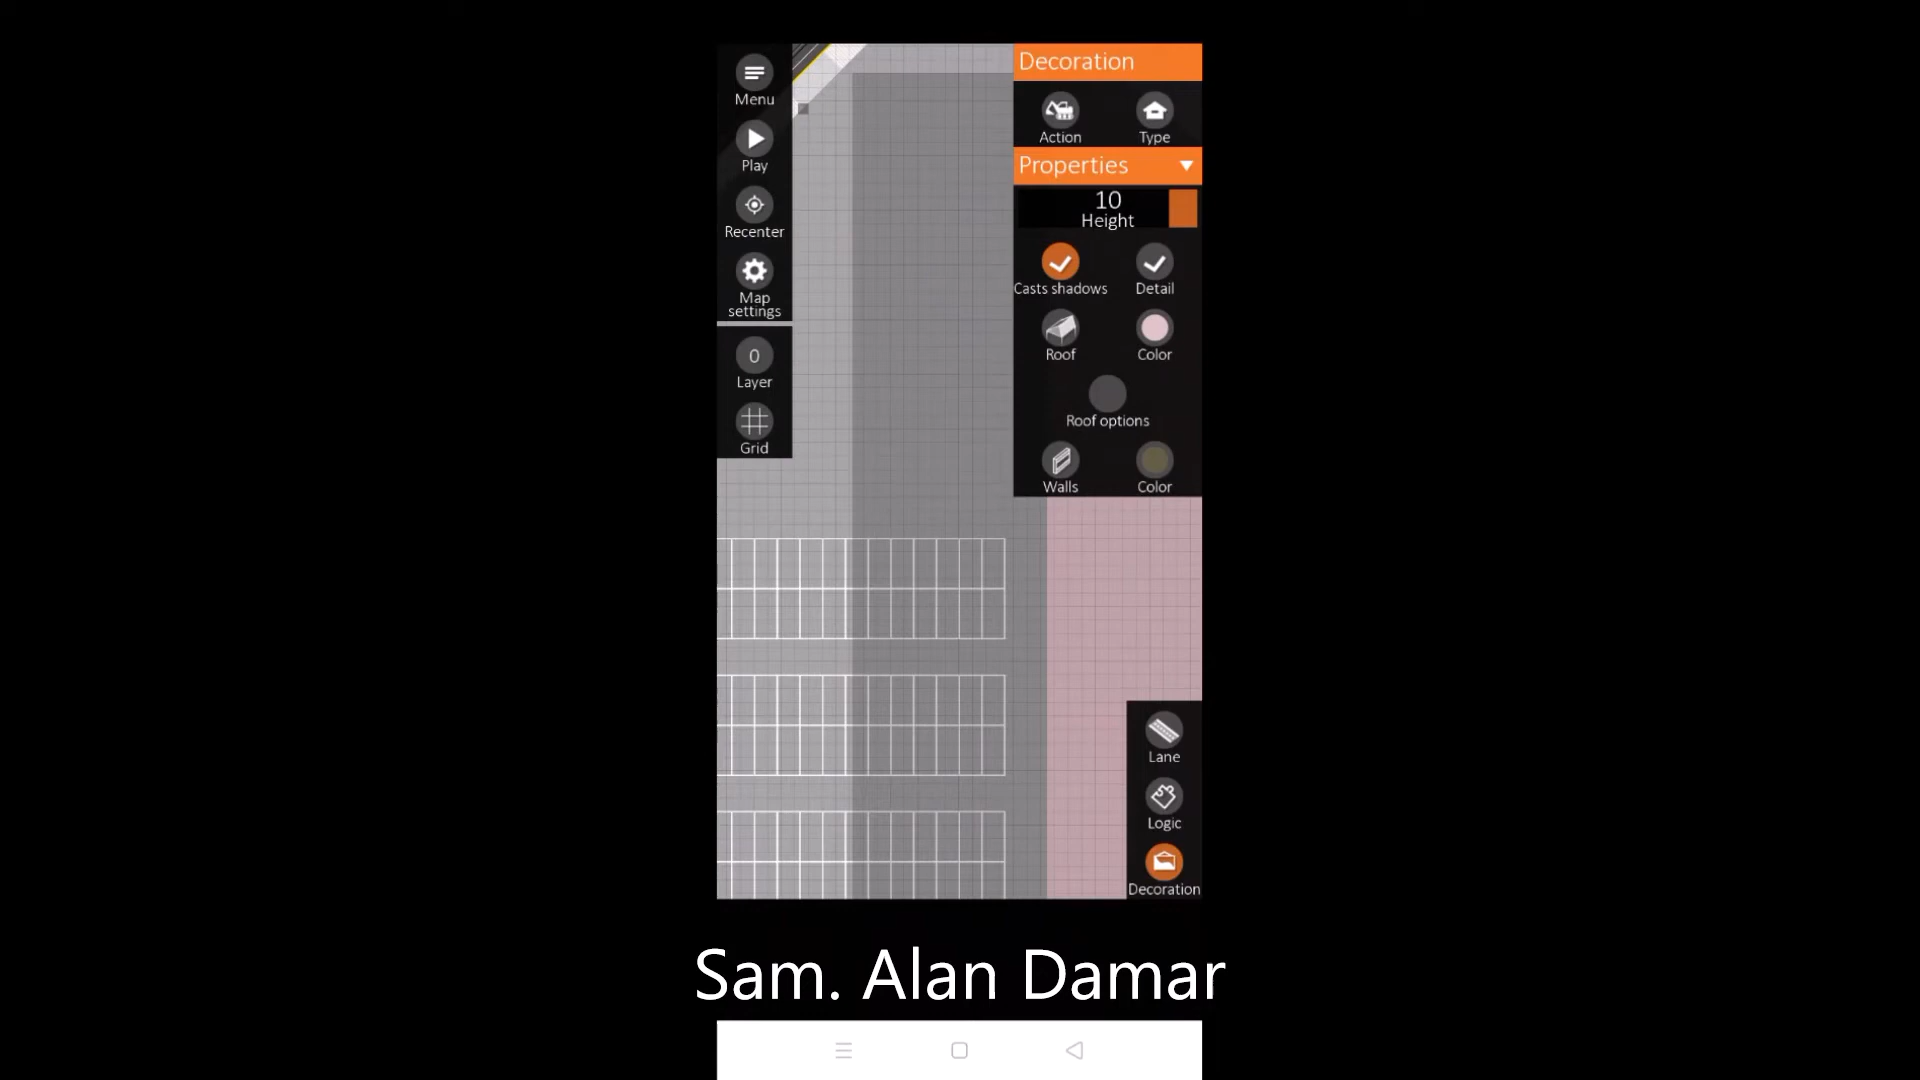 Menu
Play
Recenter
Map
settings
0
Layer
Grid
Decoration
Action
Type
Properties
10
Height
Casts shadows
Detail
Roof
Color
Roof options
Walls
Color
Lane
Logic
Decoration
Sam. Alan Damar